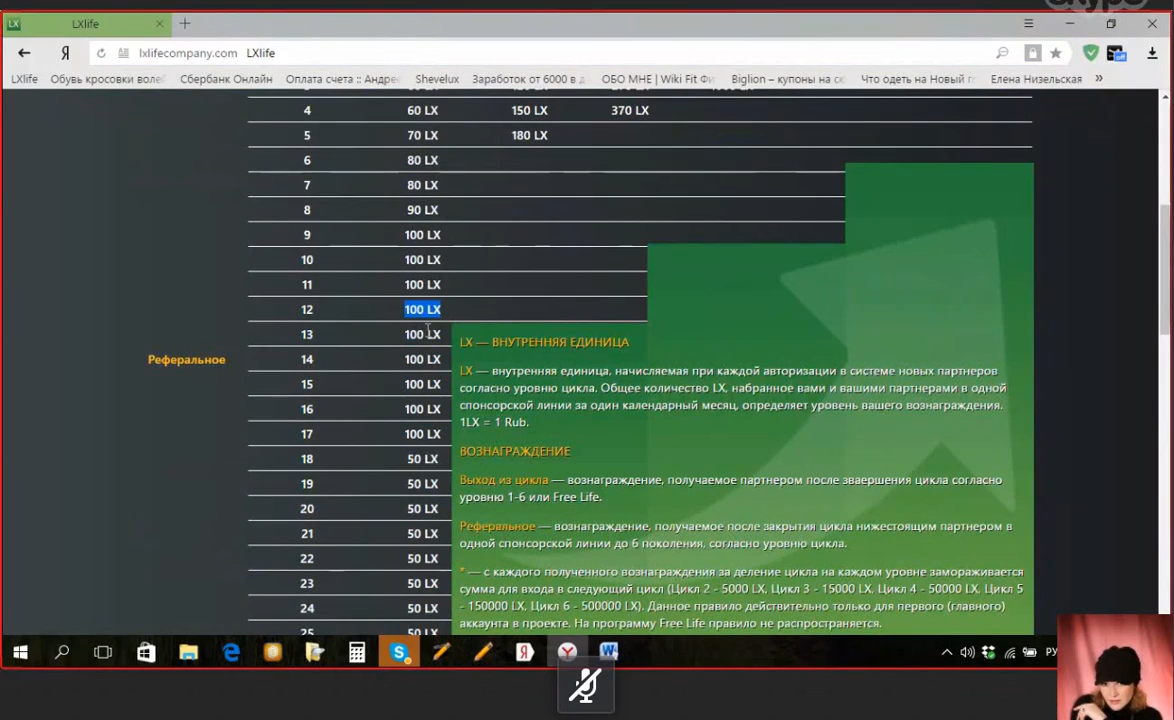 LXlife
lxlifecompany.com LXlife
LXlife Обувь кросовки воле Сбербанк Онлайн Оплата счета :: Андре Shevelux Заработок от 6000 в д ОБО МНЕ | Wiki Fit Фи Biglion – купоны на ск Что одеть на Новый г Елена Низельская »
4 60 LX 150 LX 370 LX
5 70 LX 180 LX
6 80 LX
7 80 LX
8 90 LX
9 100 LX
10 100 LX
11 100 LX
12 100 LX
13 100 LX
Реферальное 14 100 LX
15 100 LX
16 100 LX
17 100 LX
18 50 LX
19 50 LX
20 50 LX
21 50 LX
22 50 LX
23 50 LX
24 50 LX
25 50 LX
LX — ВНУТРЕННЯЯ ЕДИНИЦА
LX — внутренняя единица, начисляемая при каждой авторизации в системе новых партнеров
согласно уровню цикла. Общее количество LX, набранное вами и вашими партнерами в одной
спонсорской линии за один календарный месяц, определяет уровень вашего вознаграждения.
1LX = 1 Rub.
ВОЗНАГРАЖДЕНИЕ
Выход из цикла — вознаграждение, получаемое партнером после зваершения цикла согласно
уровню 1-6 или Free Life.
Реферальное — вознаграждение, получаемое после закрытия цикла нижестоящим партнером в
одной спонсорской линии до 6 поколения, согласно уровню цикла.
* — с каждого полученного вознаграждения за деление цикла на каждом уровне замораживается
сумма для входа в следующий цикл (Цикл 2 - 5000 LX, Цикл 3 - 15000 LX, Цикл 4 - 50000 LX, Цикл 5
- 150000 LX, Цикл 6 - 500000 LX). Данное правило действительно только для первого (главного)
аккаунта в проекте. На программу Free Life правило не распространяется.
РУ